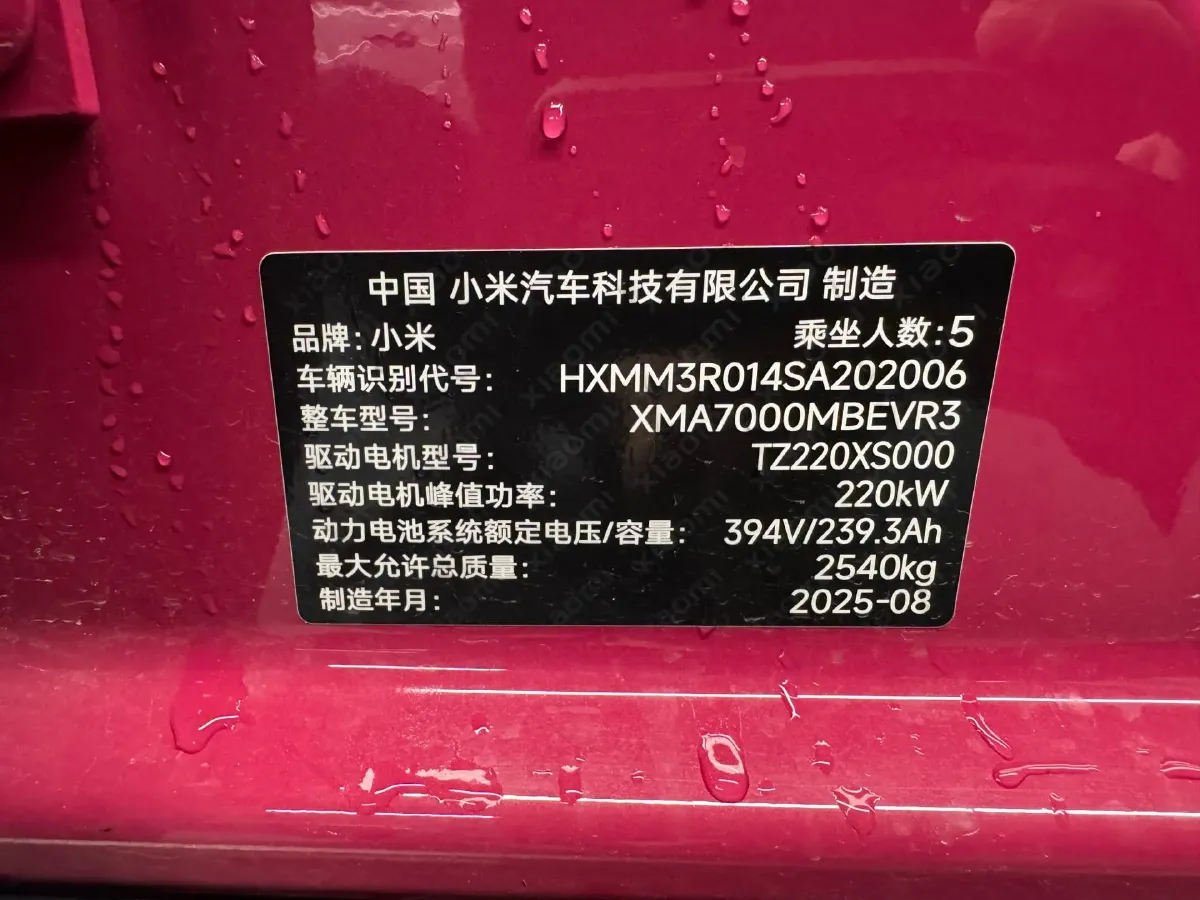 中国 小米汽车科技有限公司 制造
品牌:小米 乘坐人数:5
车辆识别代号: HXMM3R014SA202006
整车型号: XMA7000MBEVR3
驱动电机型号: TZ220XS000
驱动电机峰值功率: 220kW
动力电池系统额定电压/容量: 394V/239.3Ah
最大允许总质量: 2540kg
制造年月: 2025-08